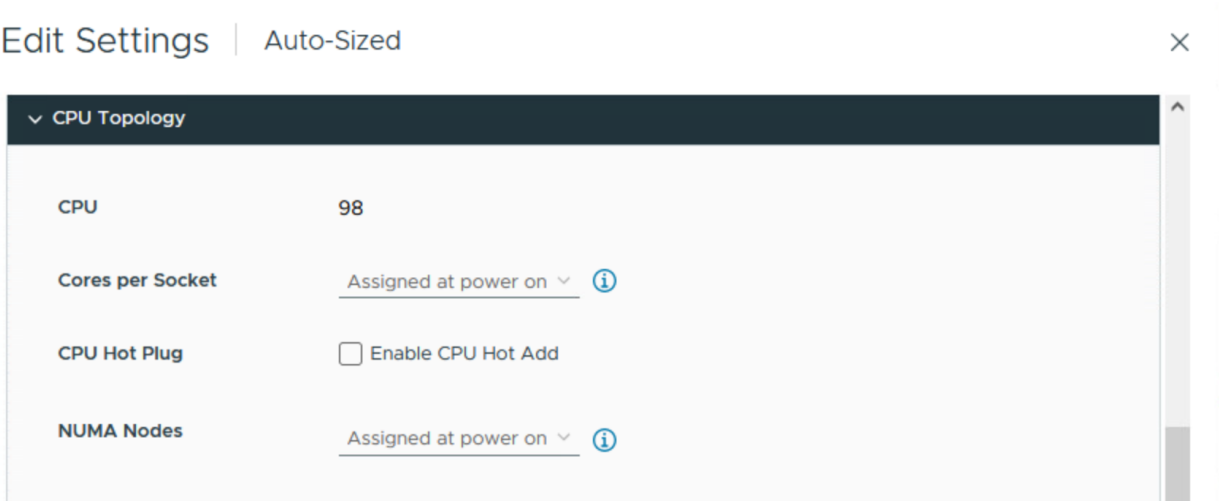 Edit Settings Auto-Sized
CPU Topology
CPU 98
Cores per Socket Assigned at power on
CPU Hot Plug Enable CPU Hot Add
NUMA Nodes Assigned at power on